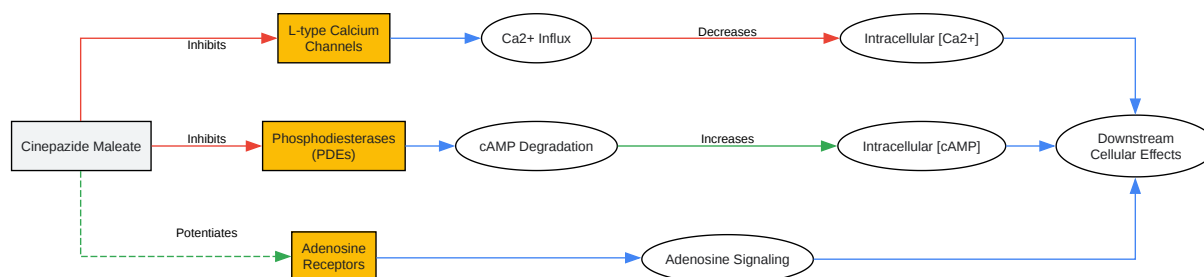 L-type Calcium
Channels
Inhibits
Ca2+ Influx
Decreases
Intracellular [Ca2+]
Cinepazide Maleate
Inhibits
Phosphodiesterases
(PDEs)
cAMP Degradation
Increases
Intracellular [cAMP]
Downstream
Cellular Effects
Potentiates
Adenosine
Receptors
Adenosine Signaling